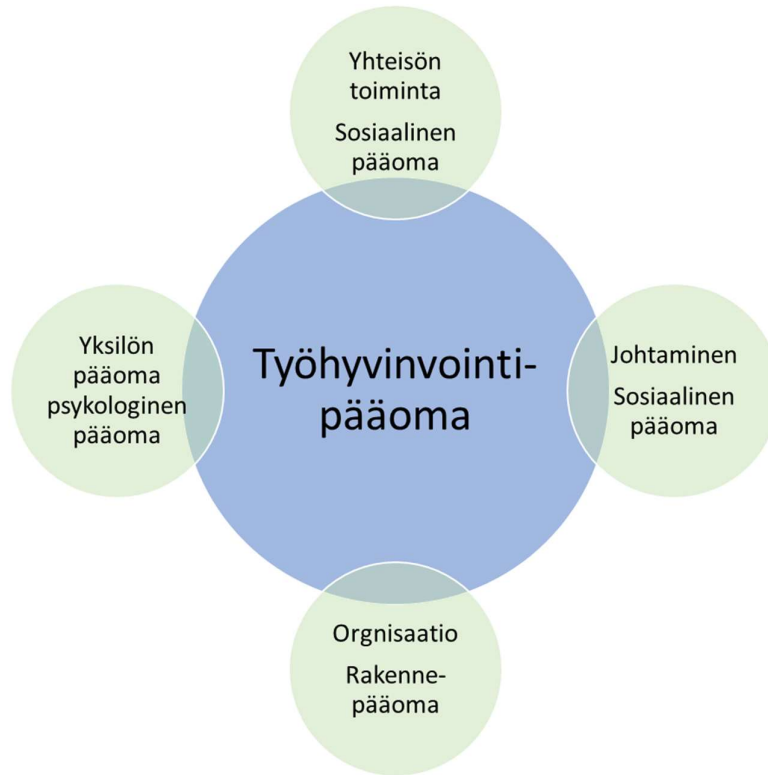 Yhteisön
toiminta
Sosiaalinen
pääoma
Yksilön
pääoma
psykologinen
pääoma
Työhyvinvointi-
pääoma
Johtaminen
Sosiaalinen
pääoma
Orgnisaatio
Rakenne-
pääoma